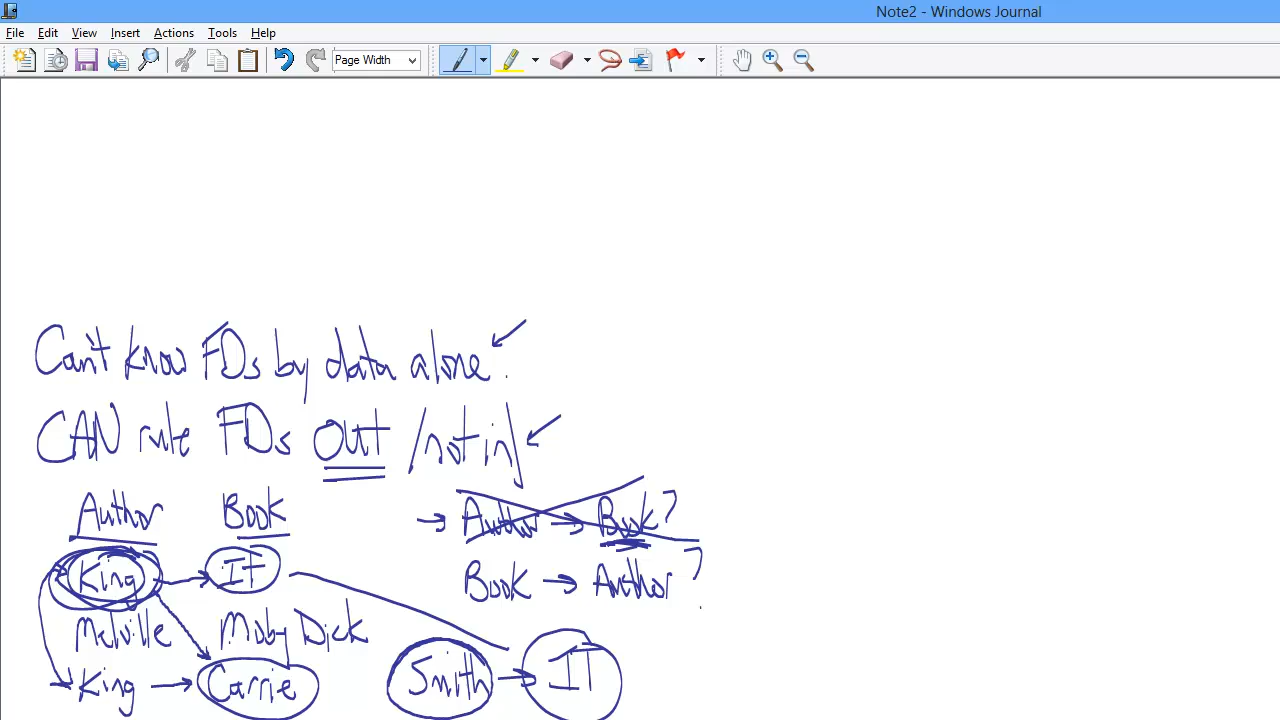 Note2 - Windows Journal
File Edit View Insert Actions Tools Help
Page Width
Can't know FDs by data alone.
CAN rule FDs OUT /not in/
Author Book → Author → Book?
King → IT Book → Author?
Melville Moby Dick
King → Carrie Smith → IT